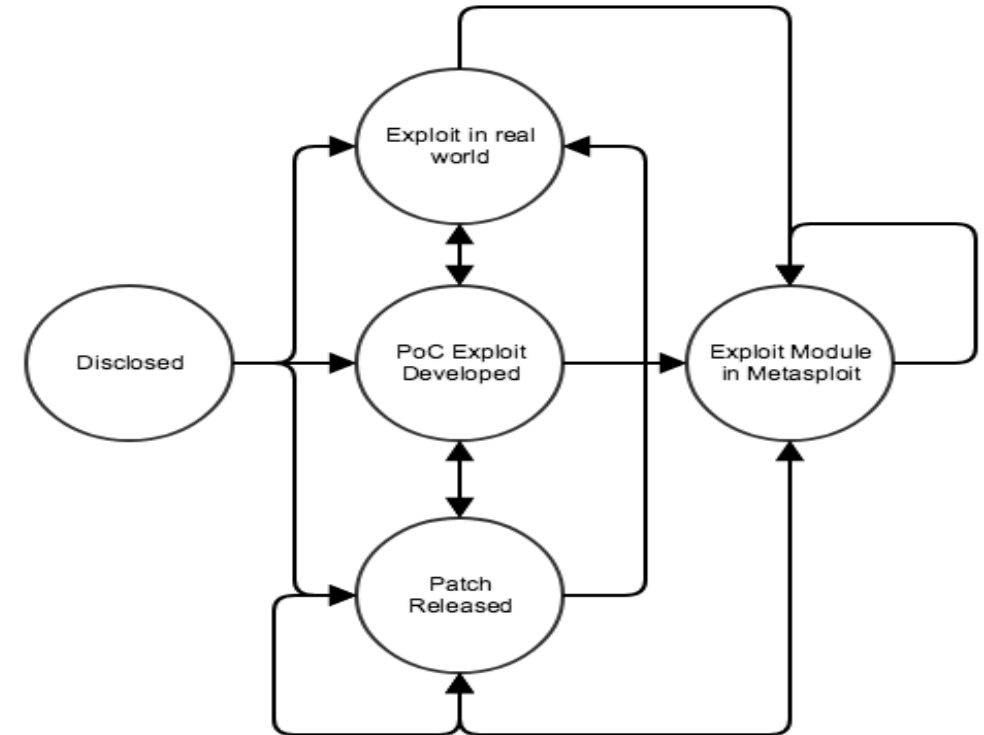 Exploit in real
world
Disclosed
PoC Exploit
Developed
Exploit Module
in Metasploit
Patch
Released